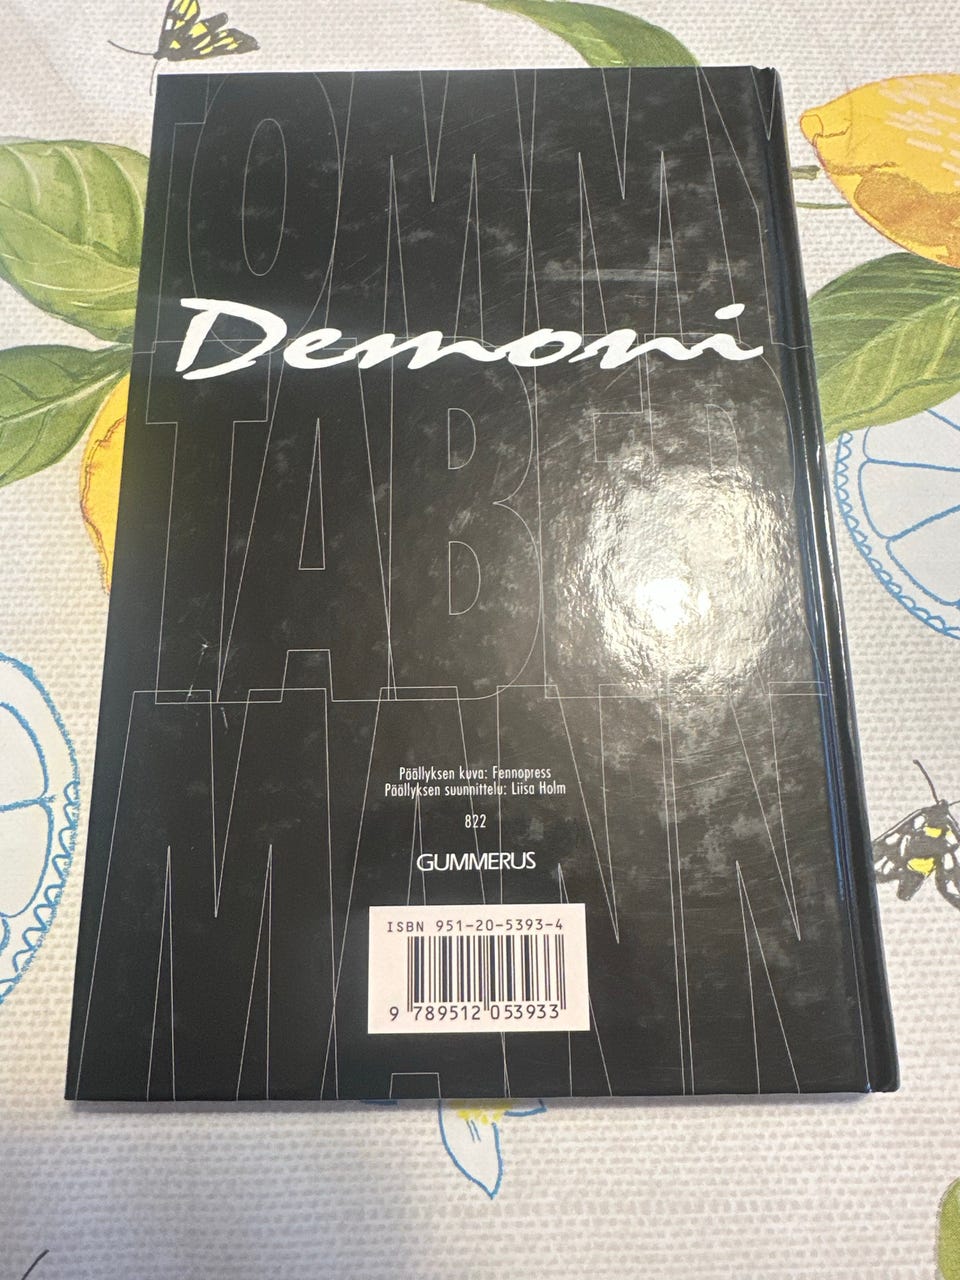 TOMMY
Demoni
TABER
MANN
Päällyksen kuva: Fennopress
Päällyksen suunnittelu: Liisa Holm
822
GUMMERUS
ISBN 951-20-5393-4
9 789512 053933